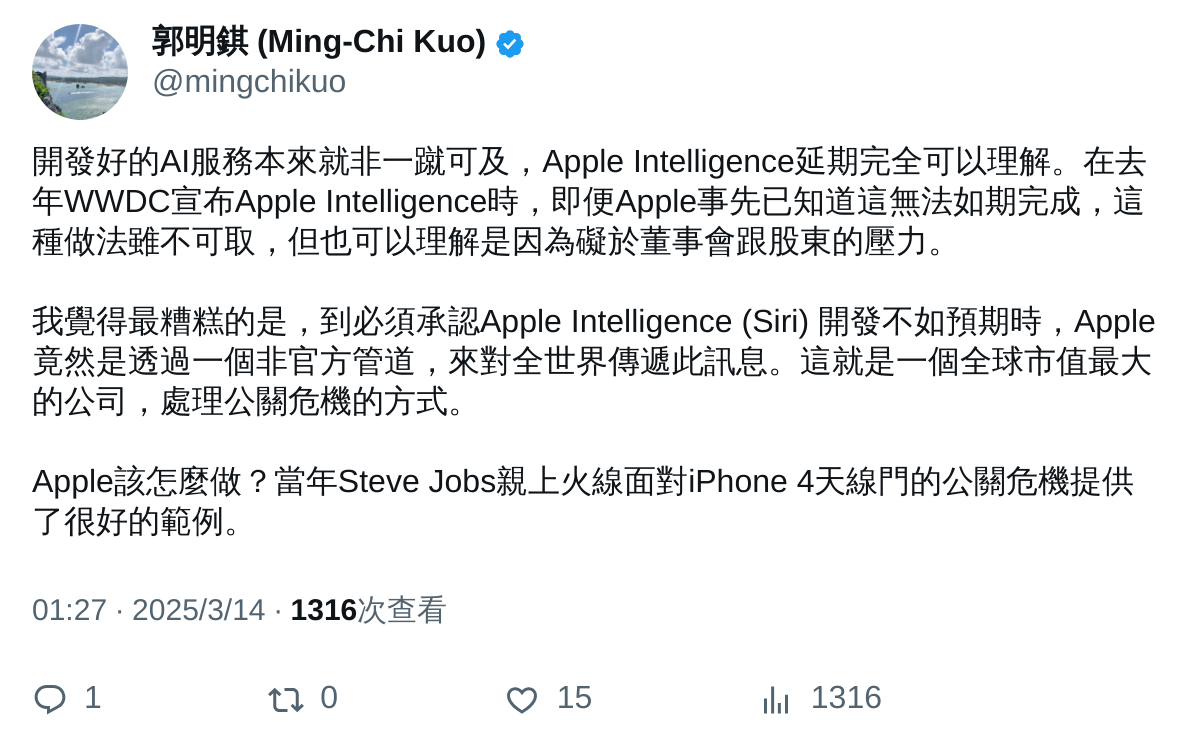 郭明錤 (Ming-Chi Kuo)
@mingchikuo
開發好的AI服務本來就非一蹴可及，Apple Intelligence延期完全可以理解。在去
年WWDC宣布Apple Intelligence時，即便Apple事先已知道這無法如期完成，這
種做法雖不可取，但也可以理解是因為礙於董事會跟股東的壓力。
我覺得最糟糕的是，到必須承認Apple Intelligence (Siri) 開發不如預期時，Apple
竟然是透過一個非官方管道，來對全世界傳遞此訊息。這就是一個全球市值最大
的公司，處理公關危機的方式。
Apple該怎麼做？當年Steve Jobs親上火線面對iPhone 4天線門的公關危機提供
了很好的範例。
01:27 · 2025/3/14 · 1316次查看
1 0 15 1316